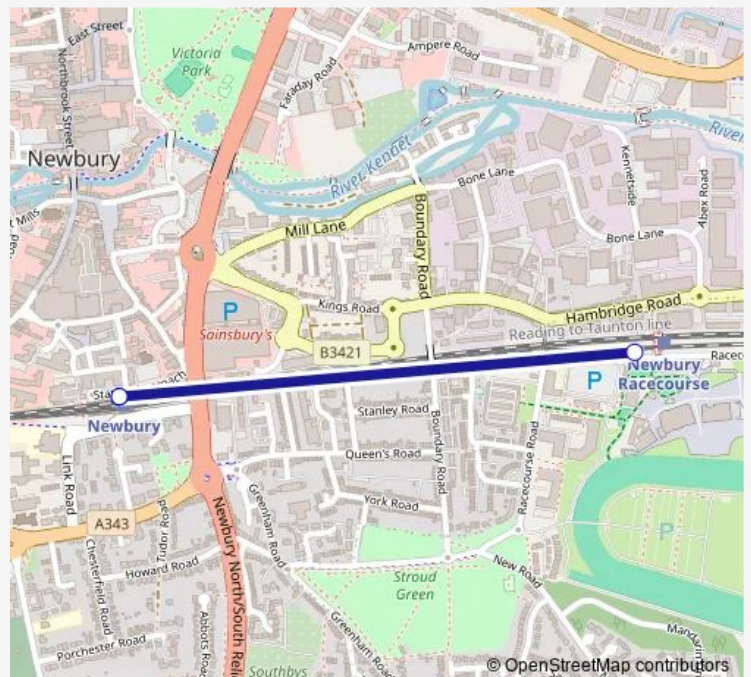 East Street
Victoria
Park
Ampere Road
Northbrook Street
Faraday Road
Newbury
River Kennet
River
Bone Lane
Kennetside
Abex Road
Mills
Mill Lane
Boundary Road
Bone Lane
P
Kings Road
Hambridge Road
Sainsbury's
Reading to Taunton line
B3421
Newbury
Racecourse
P
Newbury
Stanley Road
Boundary Road
Racecourse Road
Queen's Road
Link Road
Greenham Road
York Road
A343
P
Newbury North/South Reli
Howard Road
Chesterfield Road
Stroud
Green
New Road
Abbots Roa
Greenham Road
Porchester Road
Mandarin
Southbys
© OpenStreetMap contributors